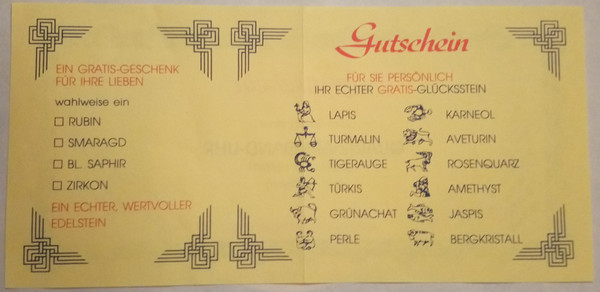 EIN GRATIS-GESCHENK
FÜR IHRE LIEBEN
wahlweise ein
RUBIN
SMARAGD
BL. SAPHIR
ZIRKON
EIN ECHTER, WERTVOLLER
EDELSTEIN
Gutschein
FÜR SIE PERSÖNLICH
IHR ECHTER GRATIS-GLÜCKSSTEIN
LAPIS
TURMALIN
TIGERAUGE
TÜRKIS
GRÜNACHAT
PERLE
KARNEOL
AVETURIN
ROSENQUARZ
AMETHYST
JASPIS
BERGKRISTALL